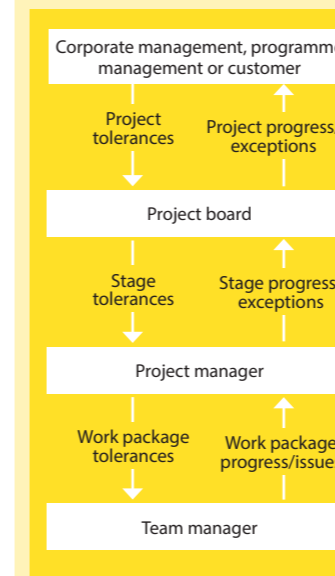 Corporate management, programme
management or customer
Project
tolerances
Project progress/
exceptions
Project board
Stage
tolerances
Stage progress
exceptions
Project manager
Work package
tolerances
Work package
progress/issue
Team manager